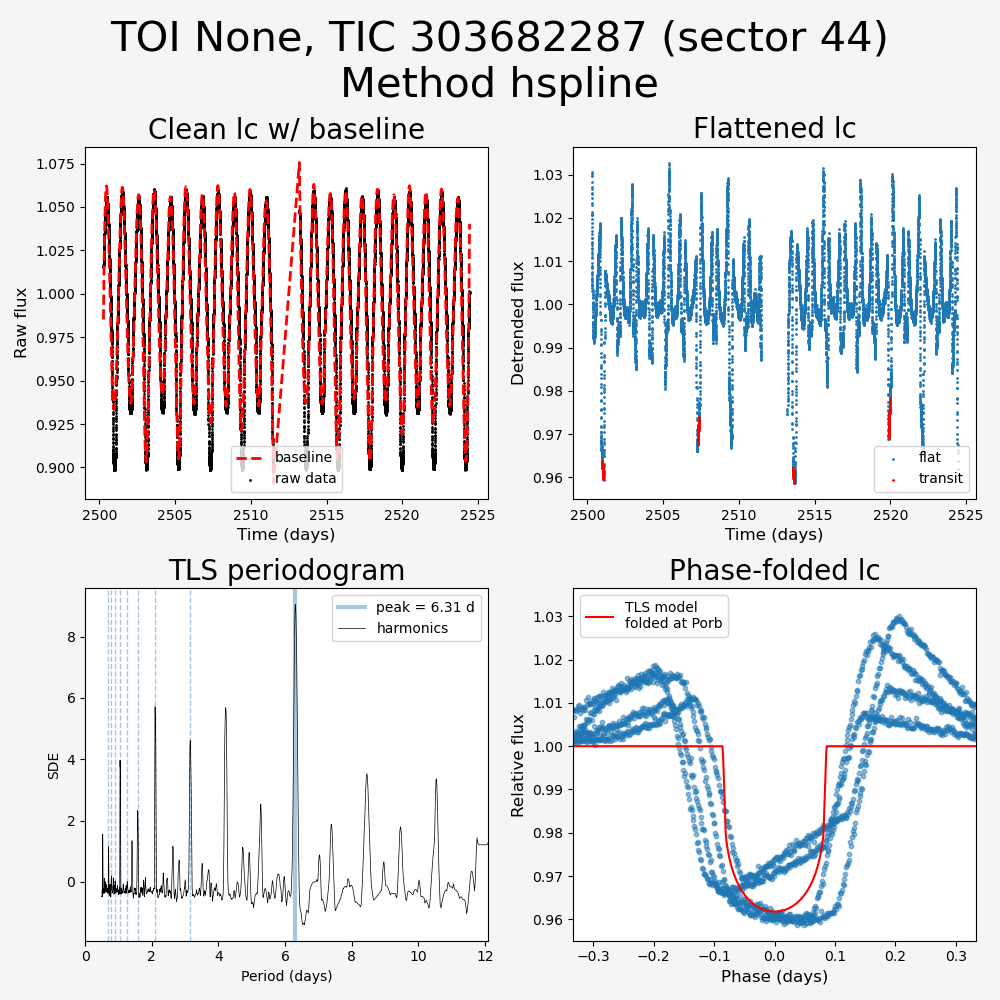 TOI None, TIC 303682287 (sector 44)
Method hspline
Clean lc w/ baseline
Raw flux
1.075
1.050
1.025
1.000
0.975
0.950
0.925
0.900
baseline
raw data
2500
2505
2510
2515
2520
2525
Time (days)
Flattened lc
Detrended flux
1.03
1.02
1.01
1.00
0.99
0.98
0.97
0.96
flat
transit
2500
2505
2510
2515
2520
2525
Time (days)
TLS periodogram
SDE
8
6
4
2
0
peak = 6.31 d
harmonics
0
2
4
6
8
10
12
Period (days)
Phase-folded lc
Relative flux
1.03
1.02
1.01
1.00
0.99
0.98
0.97
0.96
TLS model
folded at Porb
−0.3
−0.2
−0.1
0.0
0.1
0.2
0.3
Phase (days)